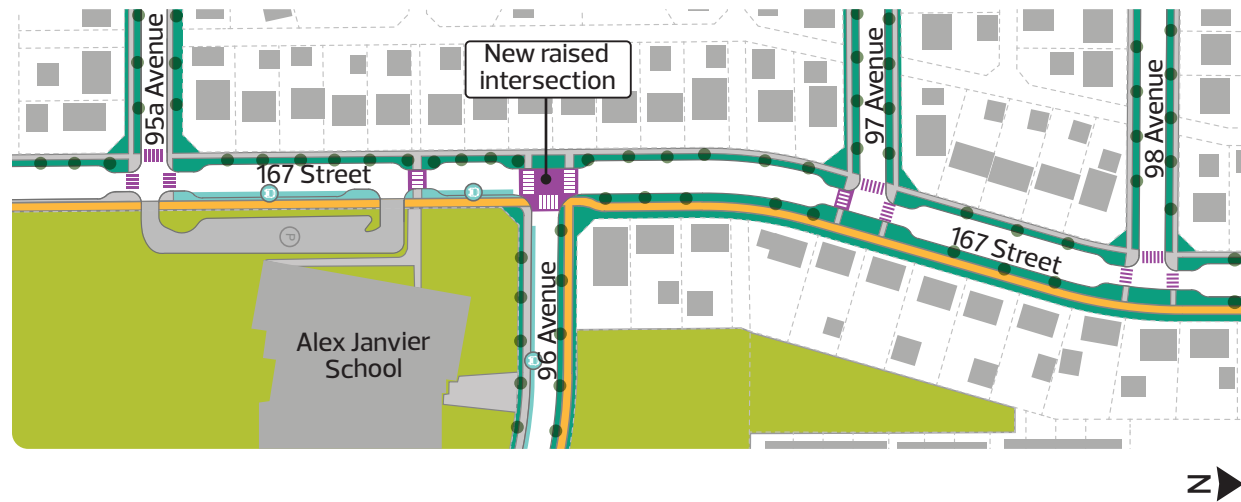 95a Avenue
New raised
intersection
97 Avenue
98 Avenue
167 Street
167 Street
P
96 Avenue
Alex Janvier
School
N